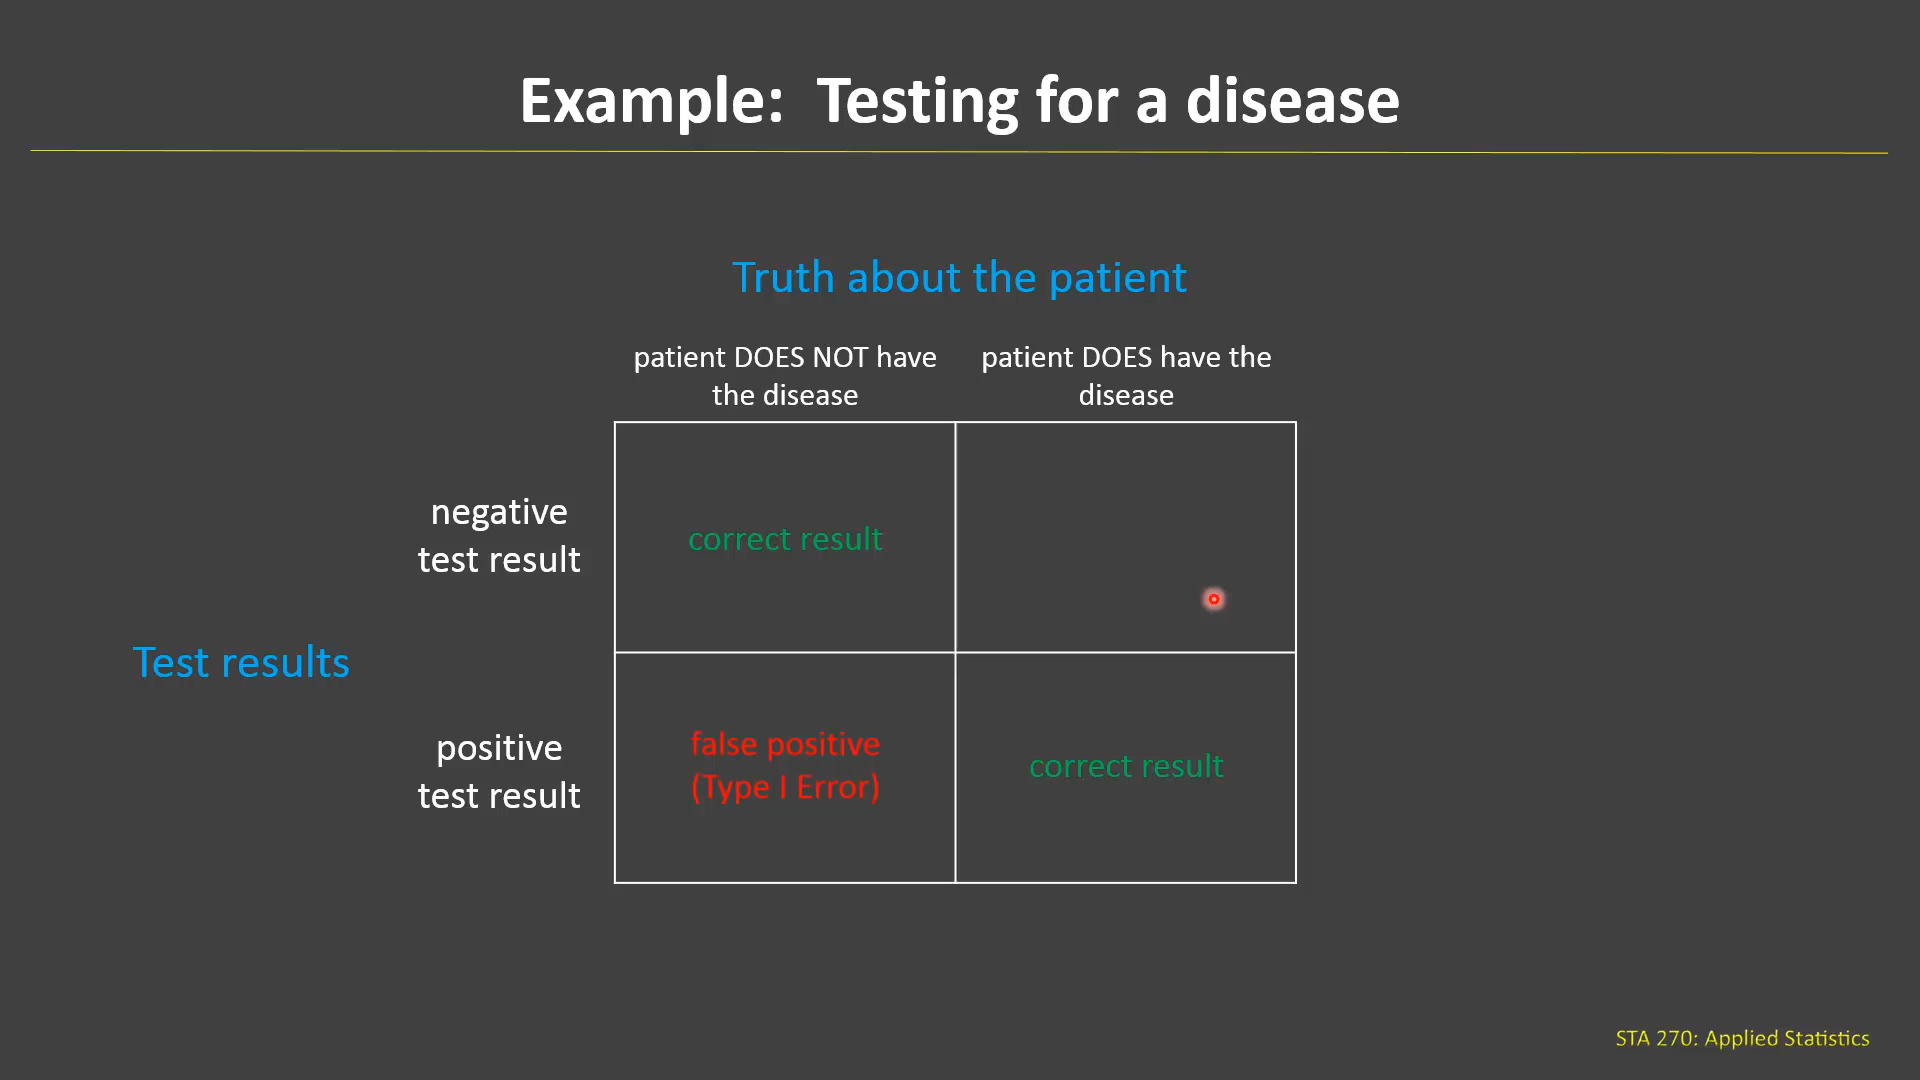 Example:  Testing for a disease
Truth about the patient
patient DOES NOT have
the disease
patient DOES have the
disease
negative
test result
correct result
Test results
positive
test result
false positive
(Type I Error)
correct result
STA 270: Applied Statistics